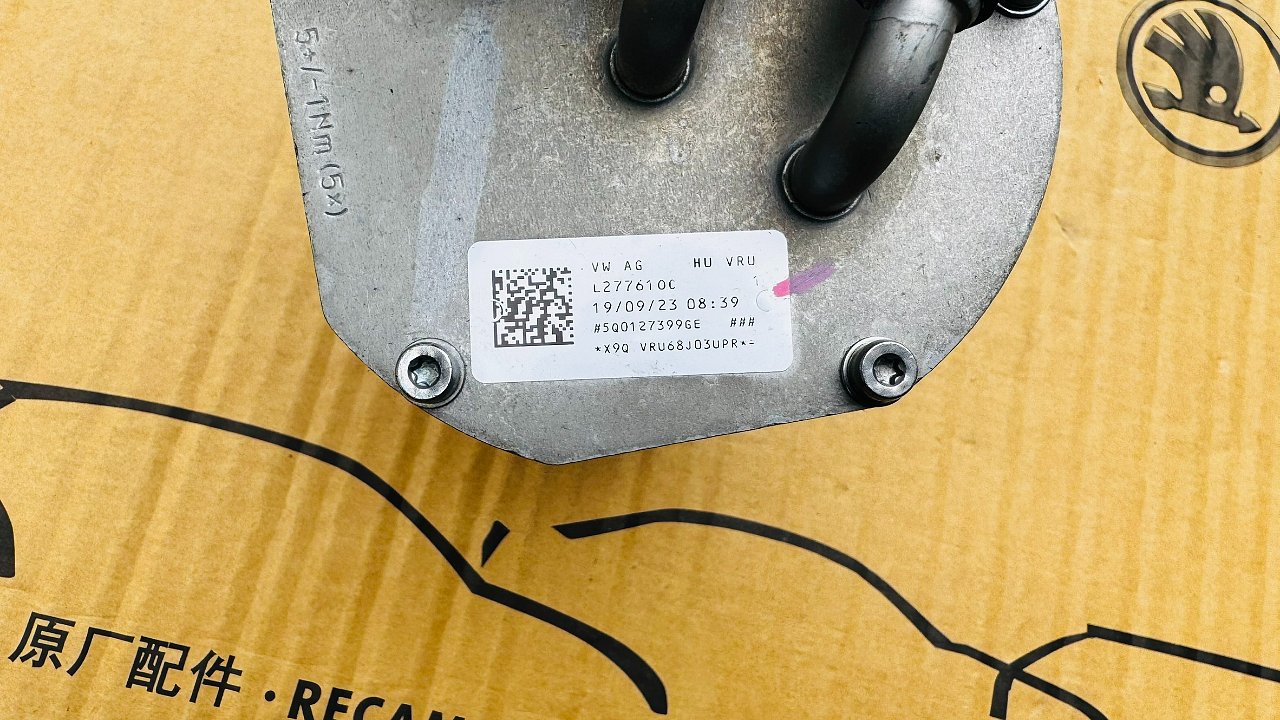 5+/-1Nm(5x)
VW AG HU VRU
L277610C
19/09/23 08:39
#5Q0127399GE ###
*X9Q VRU68J03UPR*=
原厂配件 · RECAM